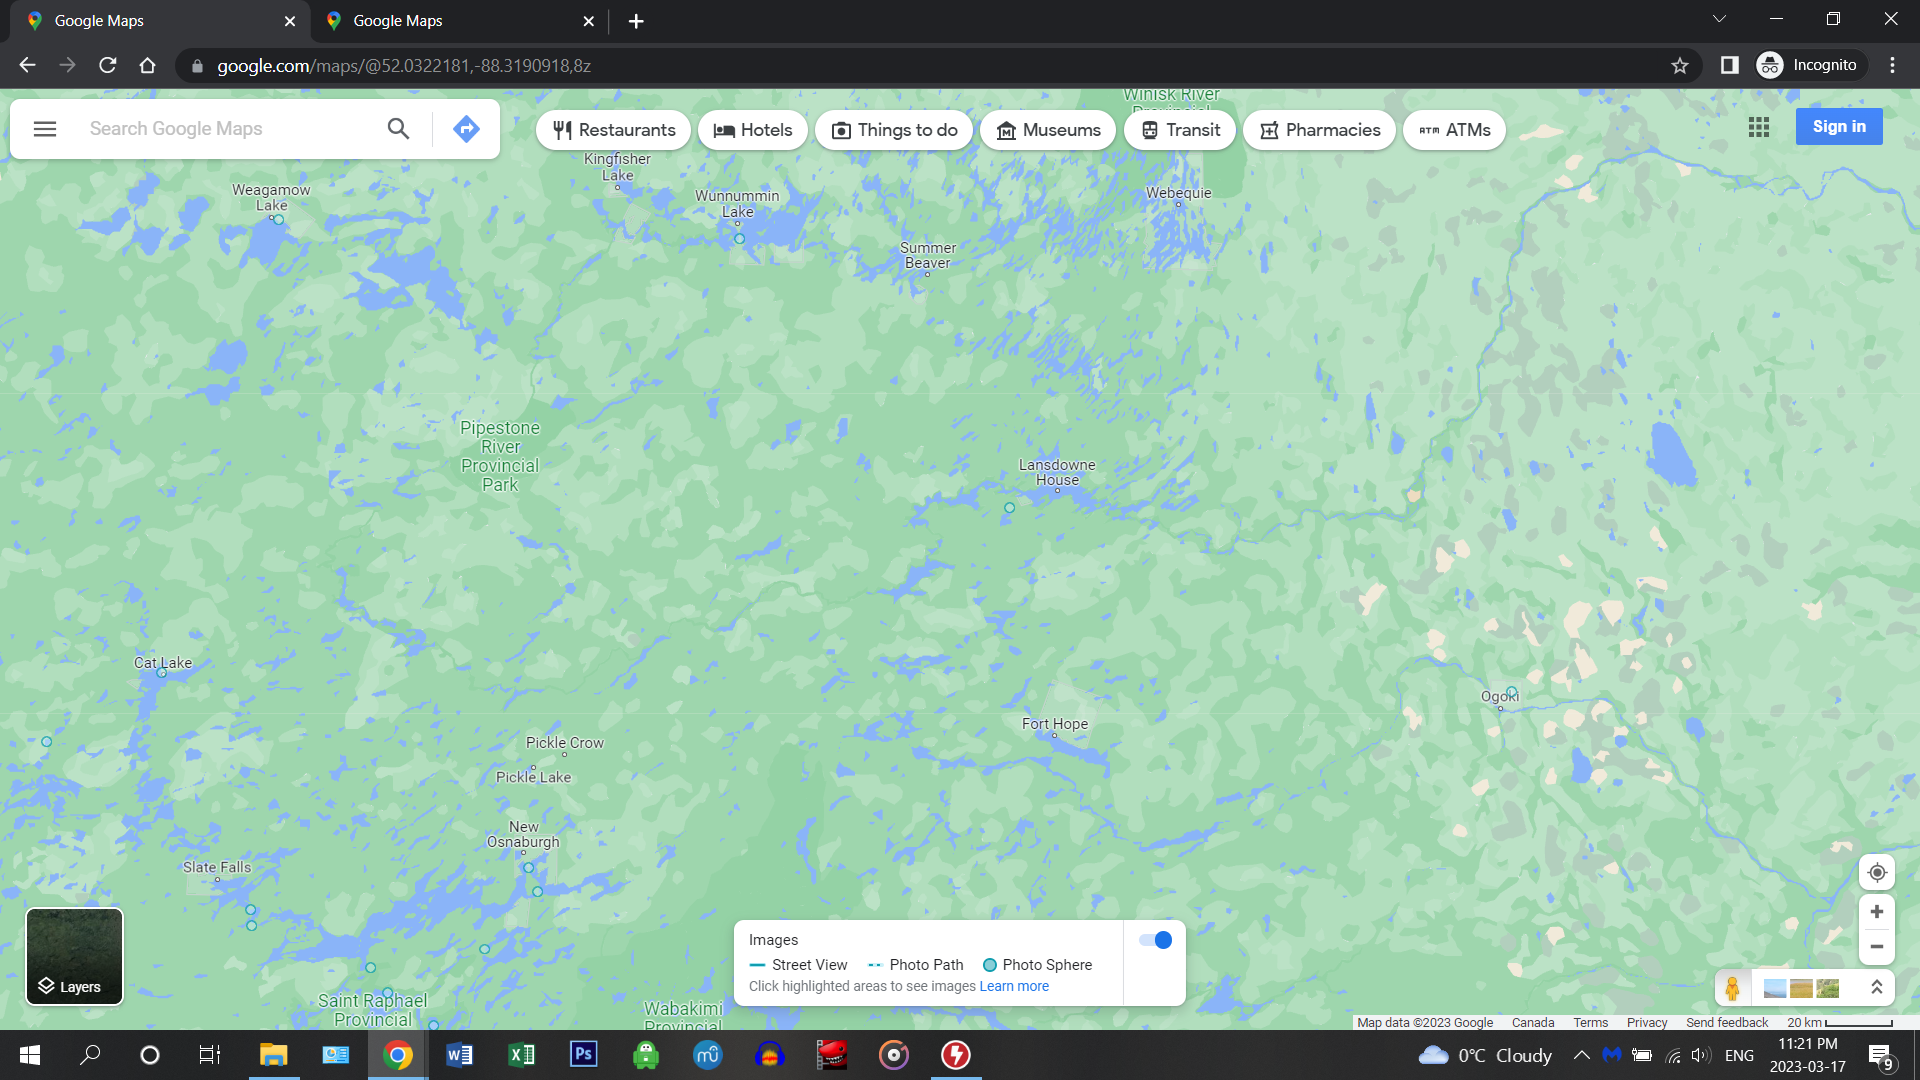 Google Maps
Google Maps
google.com/maps/@52.0322181,-88.3190918,8z
Incognito
Search Google Maps
Restaurants
Hotels
Things to do
Museums
Transit
Pharmacies
ATM ATMs
Sign in
Winisk River
Provincial
Kingfisher
Lake
Weagamow
Lake
Wunnummin
Lake
Webequie
Summer
Beaver
Pipestone
River
Provincial
Park
Lansdowne
House
Cat Lake
Ogoki
Fort Hope
Pickle Crow
Pickle Lake
New
Osnaburgh
Slate Falls
Saint Raphael
Provincial
Wabakimi
Provincial
Layers
Images
Street View
Photo Path
Photo Sphere
Click highlighted areas to see images Learn more
Map data ©2023 Google
Canada
Terms
Privacy
Send feedback
20 km
W
X
Ps
mu
0°C Cloudy
ENG
11:21 PM
2023-03-17
9